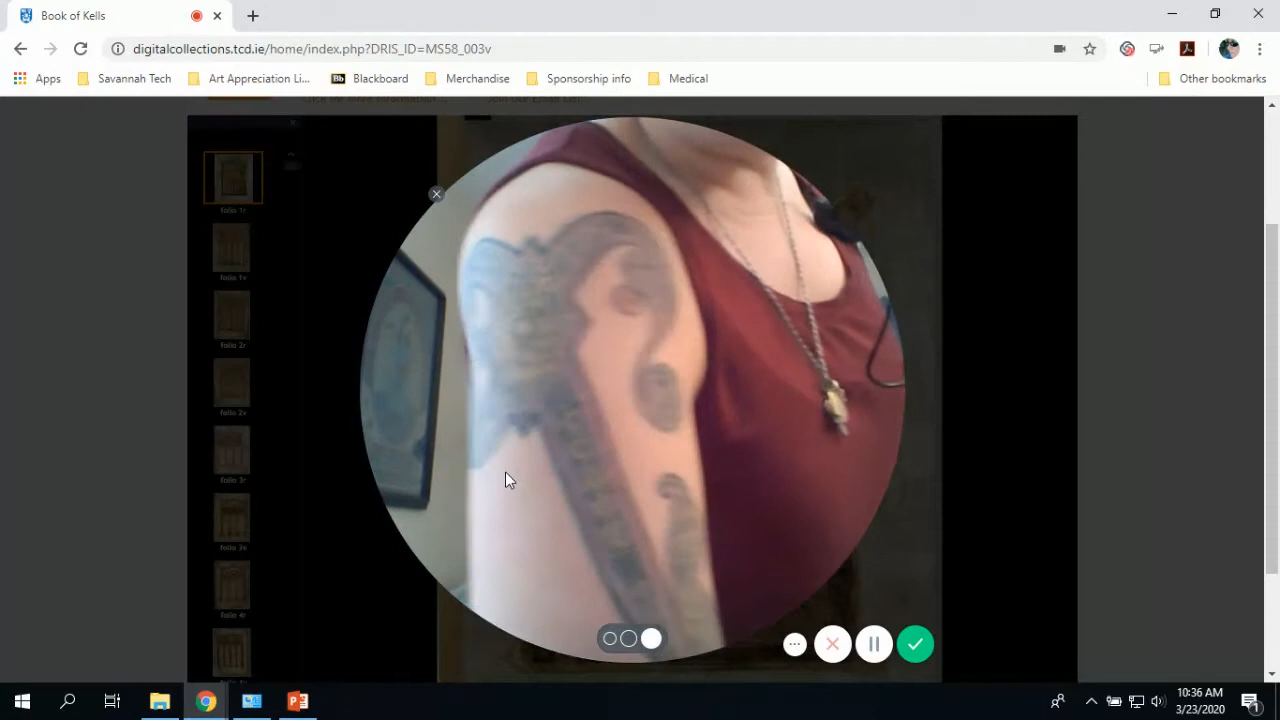 Book of Kells
digitalcollections.tcd.ie/home/index.php?DRIS_ID=MS58_003v
Apps
Savannah Tech
Art Appreciation Li...
Bb
Blackboard
Merchandise
Sponsorship info
Medical
Other bookmarks
folio 1r
folio 1v
folio 2r
folio 2v
folio 3r
folio 3v
folio 4r
10:36 AM
3/23/2020